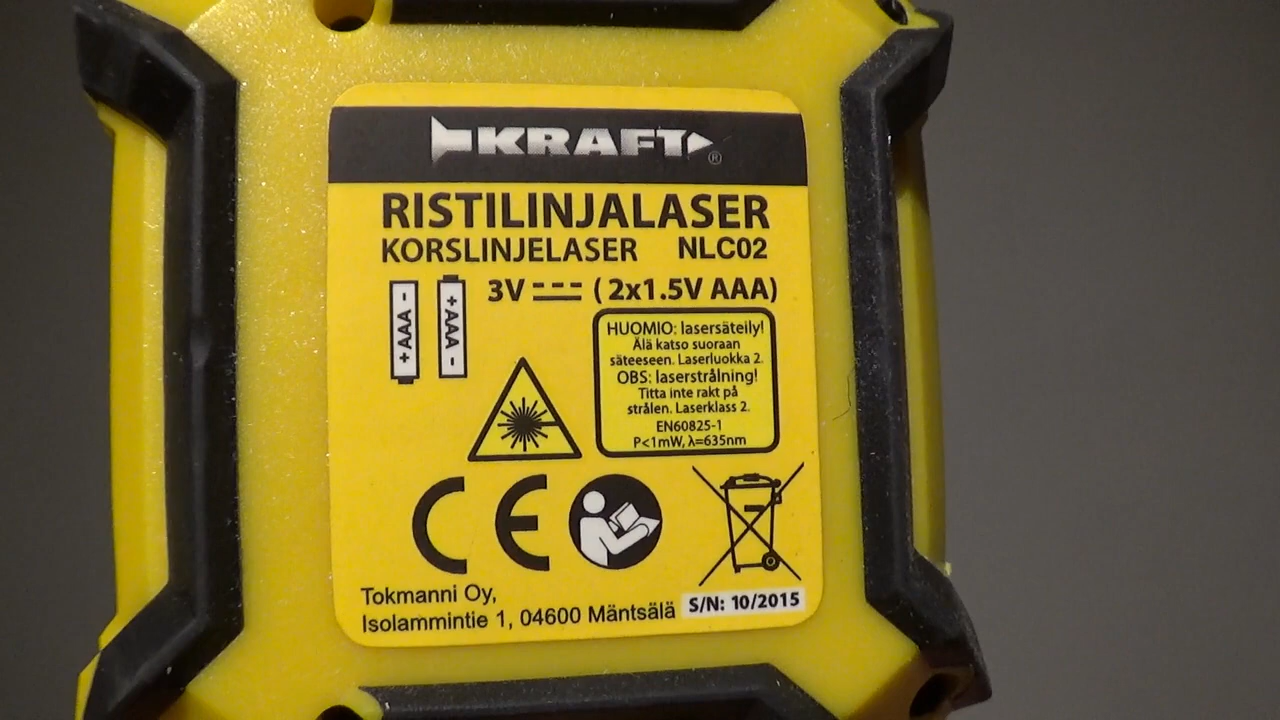 KRAFT®
RISTILINJALASER
KORSLINJELASER NLC02
3V (2x1.5V AAA)
+AAA -
+AAA -
HUOMIO: lasersäteily!
Älä katso suoraan
säteeseen. Laserluokka 2.
OBS: laserstrålning!
Titta inte rakt på
strålen. Laserklass 2.
EN60825-1
P<1mW, λ=635nm
CE
Tokmanni Oy,
Isolammintie 1, 04600 Mäntsälä
S/N: 10/2015